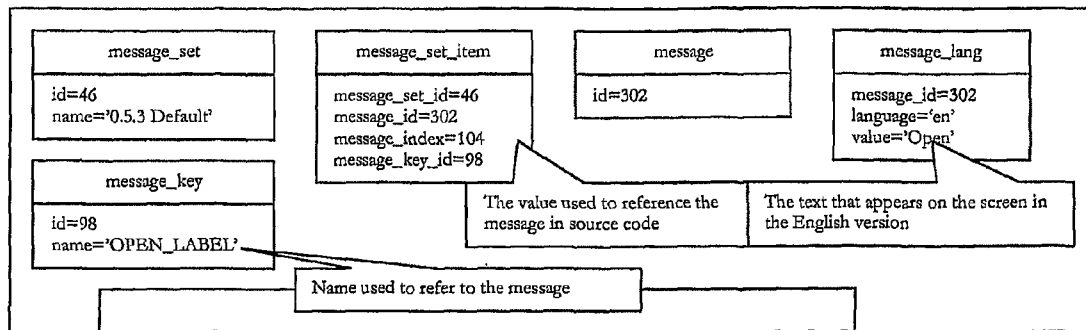 message_set
id=46
name='0.5.3 Default'
message_set_item
message_set_id=46
message_id=302
message_index=104
message_key_id=98
message
id=302
message_lang
message_id=302
language='en'
value='Open'
message_key
id=98
name='OPEN_LABEL'
The value used to reference the
message in source code
The text that appears on the screen in
the English version
Name used to refer to the message